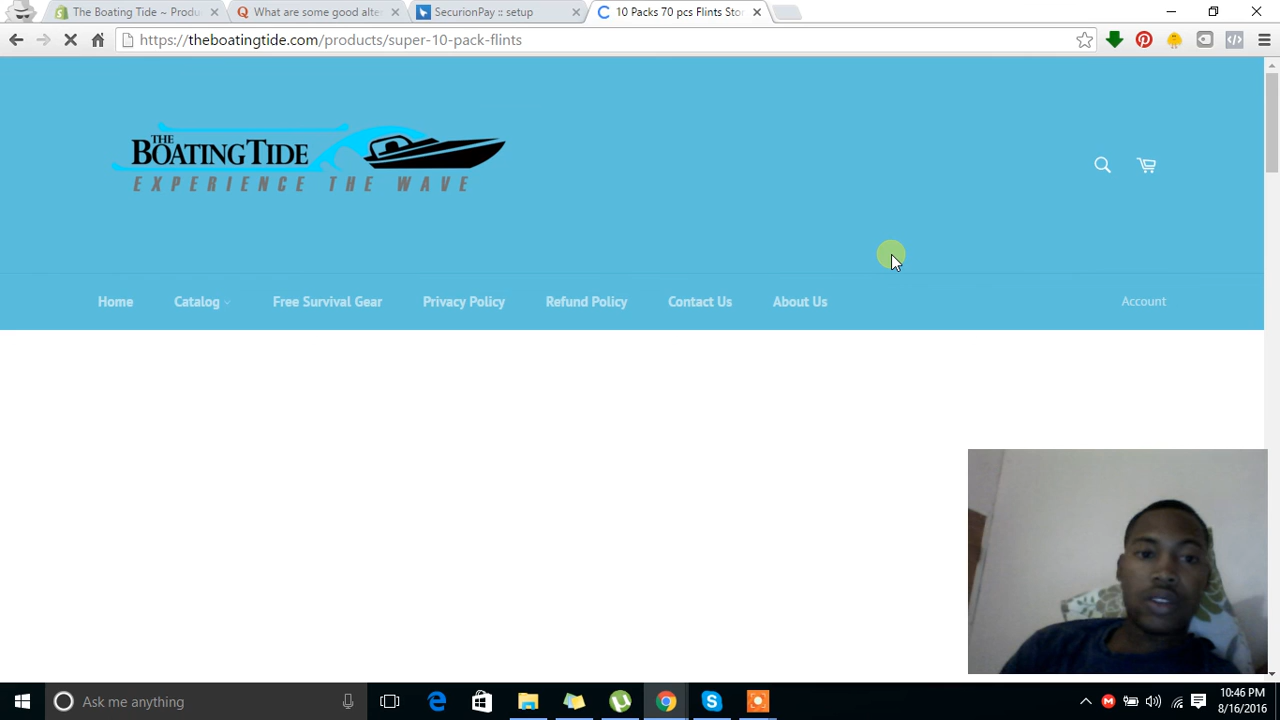 The Boating Tide ~ Produ
What are some good alte
SecurionPay :: setup
10 Packs 70 pcs Flints Sto
https://theboatingtide.com/products/super-10-pack-flints
THE
BOATING TIDE
EXPERIENCE THE WAVE
Home
Catalog
Free Survival Gear
Privacy Policy
Refund Policy
Contact Us
About Us
Account
Ask me anything
10:46 PM
8/16/2016